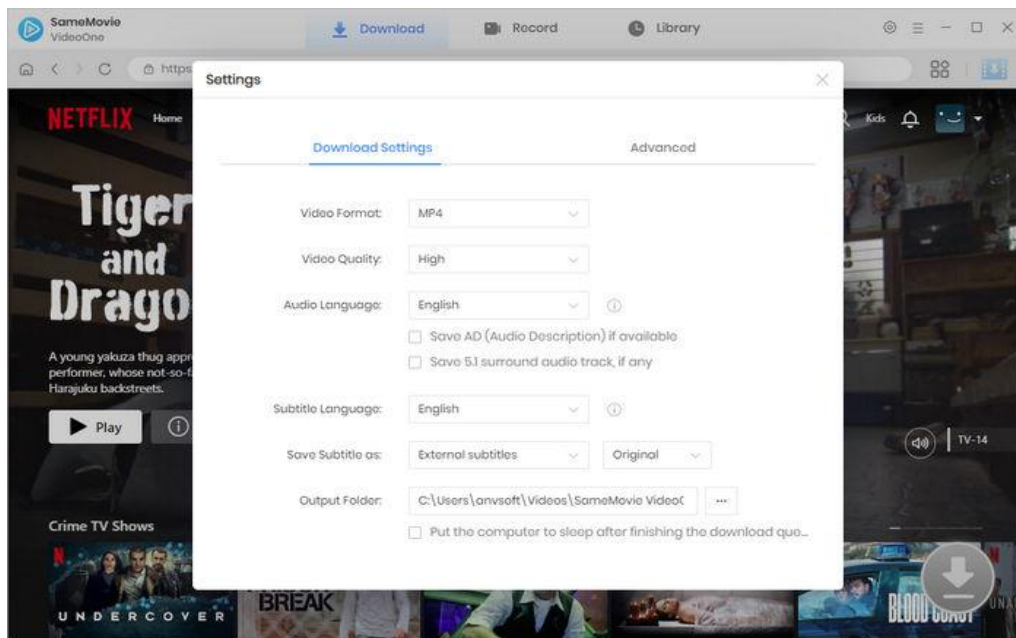 SameMovie
VideoOne
Download
Record
Library
https
Settings
NETFLIX
Home
Kids
Download Settings
Advanced
Tiger
and
Drago
Video Format:
MP4
Video Quality:
High
Audio Language:
English
Save AD (Audio Description) if available
Save 5.1 surround audio track, if any
A young yakuza thug appr
performer, whose not-so-f
Harajuku backstreets.
Play
Subtitle Language:
English
Save Subtitle as:
External subtitles
Original
TV-14
Output Folder:
C:\Users\anvsoft\Videos\SameMovie Video
...
Put the computer to sleep after finishing the download que...
Crime TV Shows
N
UNDERCOVER
BREAK
BLOOD COAST
N
UNA